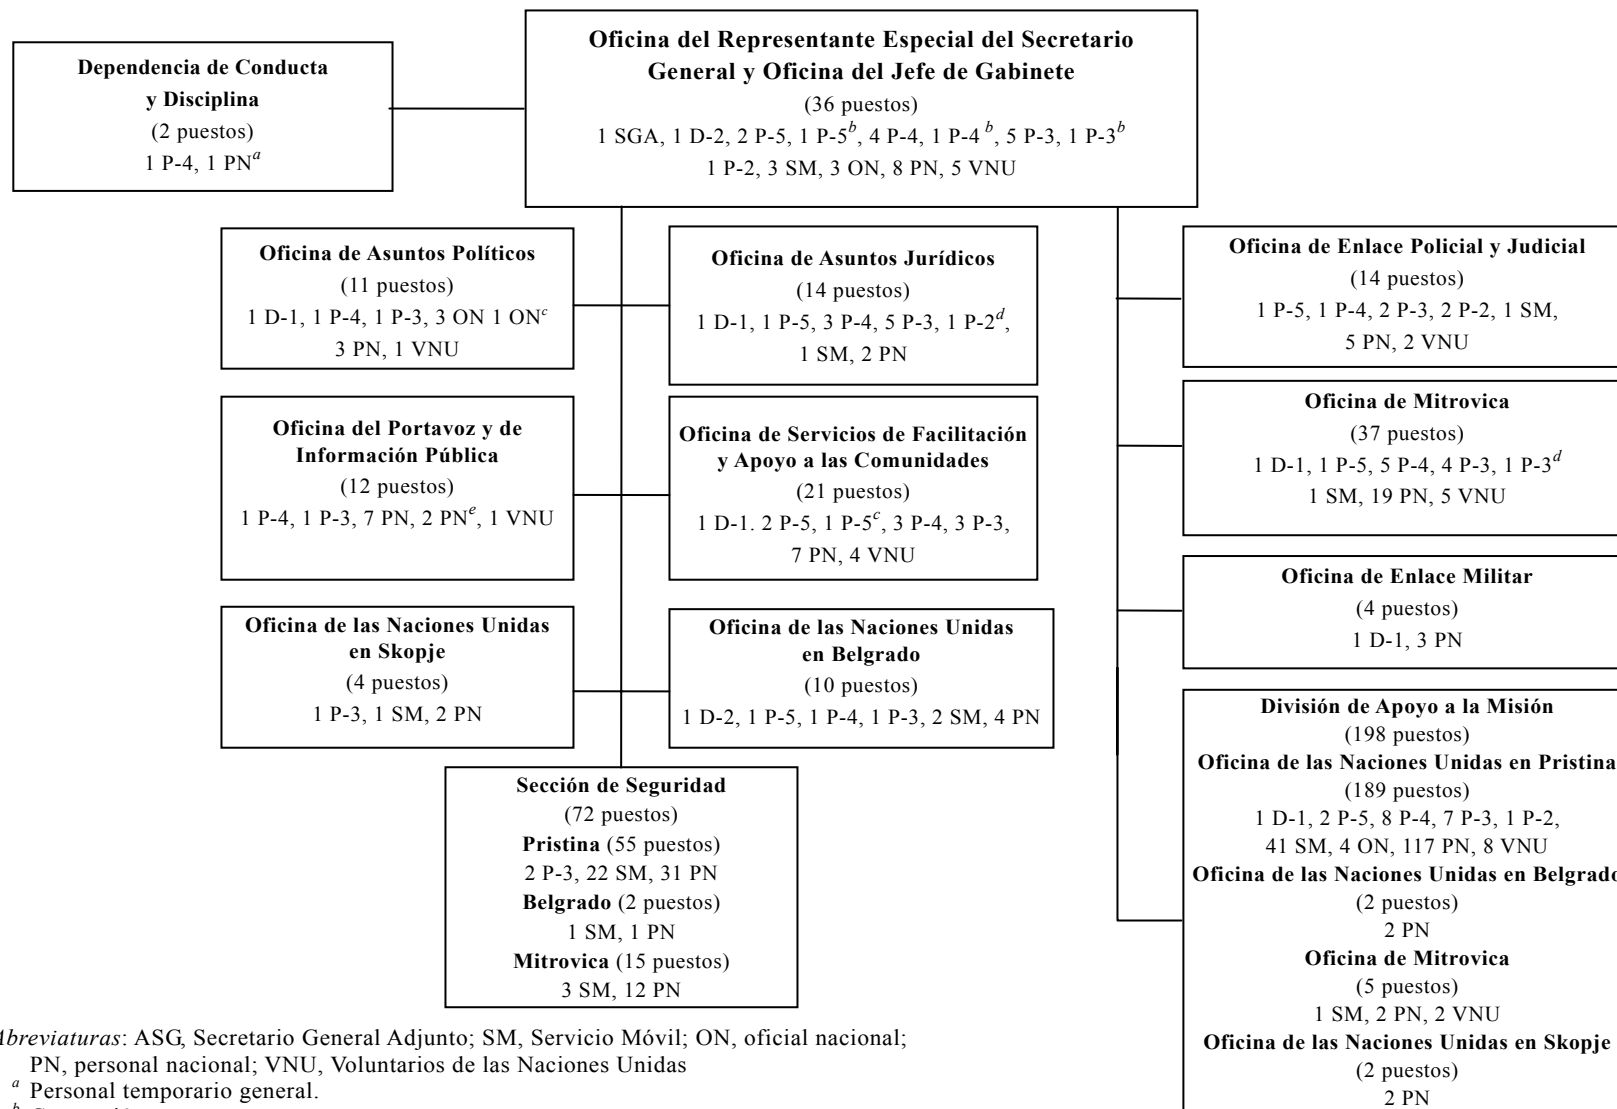 Dependencia de Conducta
y Disciplina
(2 puestos)
1 P-4, 1 PNᵃ
Oficina del Representante Especial del Secretario
General y Oficina del Jefe de Gabinete
(36 puestos)
1 SGA, 1 D-2, 2 P-5, 1 P-5ᵇ, 4 P-4, 1 P-4 ᵇ, 5 P-3, 1 P-3ᵇ
1 P-2, 3 SM, 3 ON, 8 PN, 5 VNU
Oficina de Asuntos Políticos
(11 puestos)
1 D-1, 1 P-4, 1 P-3, 3 ON 1 ONᶜ
3 PN, 1 VNU
Oficina de Asuntos Jurídicos
(14 puestos)
1 D-1, 1 P-5, 3 P-4, 5 P-3, 1 P-2ᵈ,
1 SM, 2 PN
Oficina de Enlace Policial y Judicial
(14 puestos)
1 P-5, 1 P-4, 2 P-3, 2 P-2, 1 SM,
5 PN, 2 VNU
Oficina del Portavoz y de
Información Pública
(12 puestos)
1 P-4, 1 P-3, 7 PN, 2 PNᵉ, 1 VNU
Oficina de Servicios de Facilitación
y Apoyo a las Comunidades
(21 puestos)
1 D-1. 2 P-5, 1 P-5ᶜ, 3 P-4, 3 P-3,
7 PN, 4 VNU
Oficina de Mitrovica
(37 puestos)
1 D-1, 1 P-5, 5 P-4, 4 P-3, 1 P-3ᵈ
1 SM, 19 PN, 5 VNU
Oficina de Enlace Militar
(4 puestos)
1 D-1, 3 PN
Oficina de las Naciones Unidas
en Skopje
(4 puestos)
1 P-3, 1 SM, 2 PN
Oficina de las Naciones Unidas
en Belgrado
(10 puestos)
1 D-2, 1 P-5, 1 P-4, 1 P-3, 2 SM, 4 PN
Sección de Seguridad
(72 puestos)
Pristina (55 puestos)
2 P-3, 22 SM, 31 PN
Belgrado (2 puestos)
1 SM, 1 PN
Mitrovica (15 puestos)
3 SM, 12 PN
División de Apoyo a la Misión
(198 puestos)
Oficina de las Naciones Unidas en Pristina
(189 puestos)
1 D-1, 2 P-5, 8 P-4, 7 P-3, 1 P-2,
41 SM, 4 ON, 117 PN, 8 VNU
Oficina de las Naciones Unidas en Belgrado
(2 puestos)
2 PN
Oficina de Mitrovica
(5 puestos)
1 SM, 2 PN, 2 VNU
Oficina de las Naciones Unidas en Skopje
(2 puestos)
2 PN
Abreviaturas: ASG, Secretario General Adjunto; SM, Servicio Móvil; ON, oficial nacional;
PN, personal nacional; VNU, Voluntarios de las Naciones Unidas
ᵃ Personal temporario general.
ᵇ